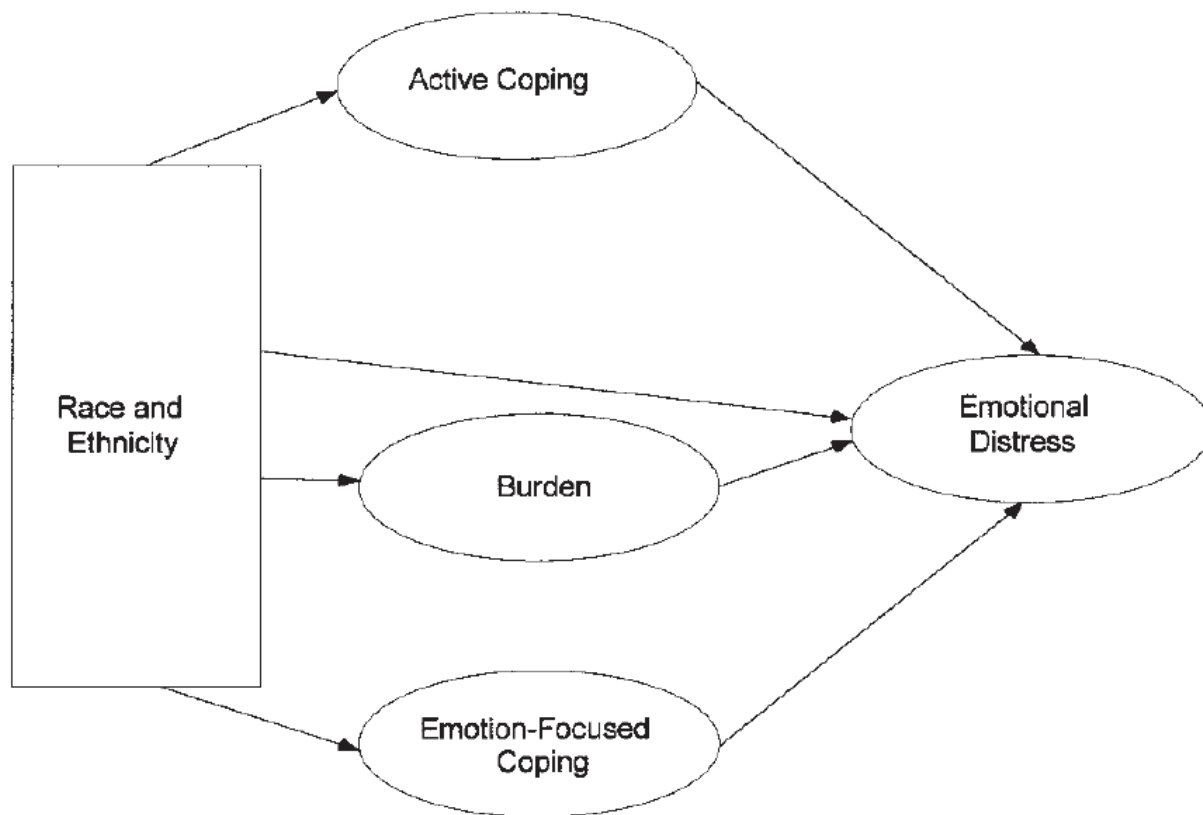 Active Coping
Race and
Ethnicity
Emotional
Distress
Burden
Emotion-Focused
Coping